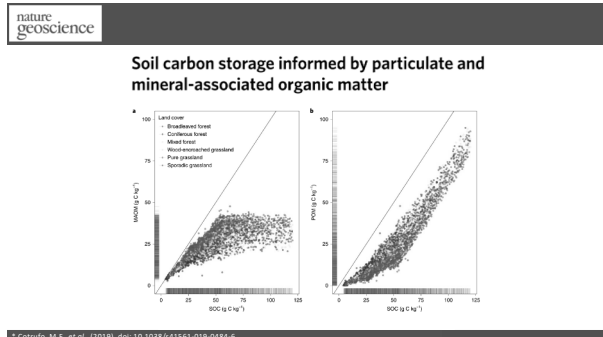 nature
geoscience
Soil carbon storage informed by particulate and
mineral-associated organic matter
a
Land cover
Broadleaved forest
Coniferous forest
Mixed forest
Wood-encroached grassland
Pure grassland
Sporadic grassland
MAOM (g C kg⁻¹)
100
75
50
25
0
0 25 50 75 100 125
SOC (g C kg⁻¹)
b
POM (g C kg⁻¹)
100
75
50
25
0
0 25 50 75 100 125
SOC (g C kg⁻¹)
* Cotrufo, M.F., et al., (2019). doi: 10.1038/s41561-019-0484-6